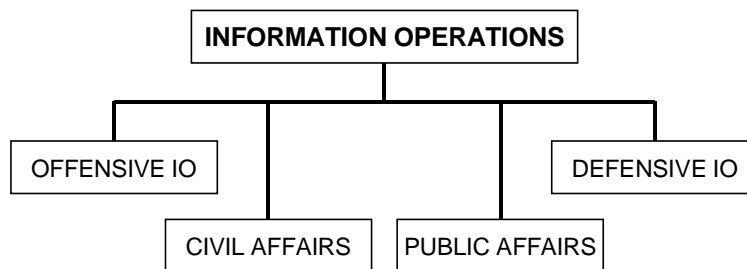 INFORMATION OPERATIONS
OFFENSIVE IO
DEFENSIVE IO
CIVIL AFFAIRS
PUBLIC AFFAIRS